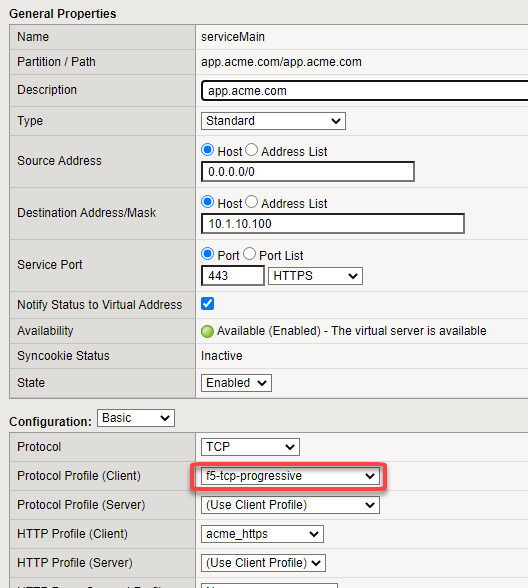 General Properties
Name serviceMain
Partition / Path app.acme.com/app.acme.com
Description app.acme.com
Type Standard
Source Address Host Address List
0.0.0.0/0
Destination Address/Mask Host Address List
10.1.10.100
Service Port Port Port List
443 HTTPS
Notify Status to Virtual Address
Availability Available (Enabled) - The virtual server is available
Syncookie Status Inactive
State Enabled
Configuration: Basic
Protocol TCP
Protocol Profile (Client) f5-tcp-progressive
Protocol Profile (Server) (Use Client Profile)
HTTP Profile (Client) acme_https
HTTP Profile (Server) (Use Client Profile)